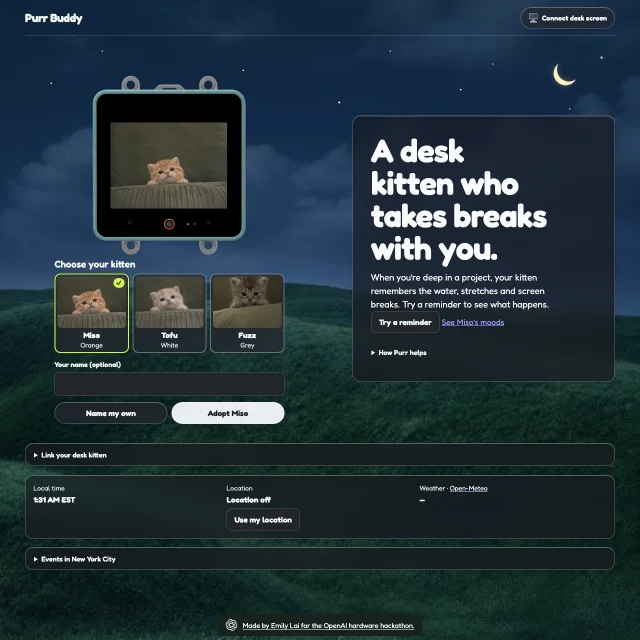 Purr Buddy
Connect desk screen
A desk
kitten who
takes breaks
with you.
When you're deep in a project, your kitten
remembers the water, stretches and screen
breaks. Try a reminder to see what happens.
Try a reminder
See Miso's moods
How Purr helps
Choose your kitten
Miso
Orange
Tofu
White
Fuzz
Grey
Your name (optional)
Name my own
Adopt Miso
Link your desk kitten
Local time
1:31 AM EST
Location
Location off
Use my location
Weather · Open-Meteo
—
Events in New York City
Made by Emily Lai for the OpenAI hardware hackathon.